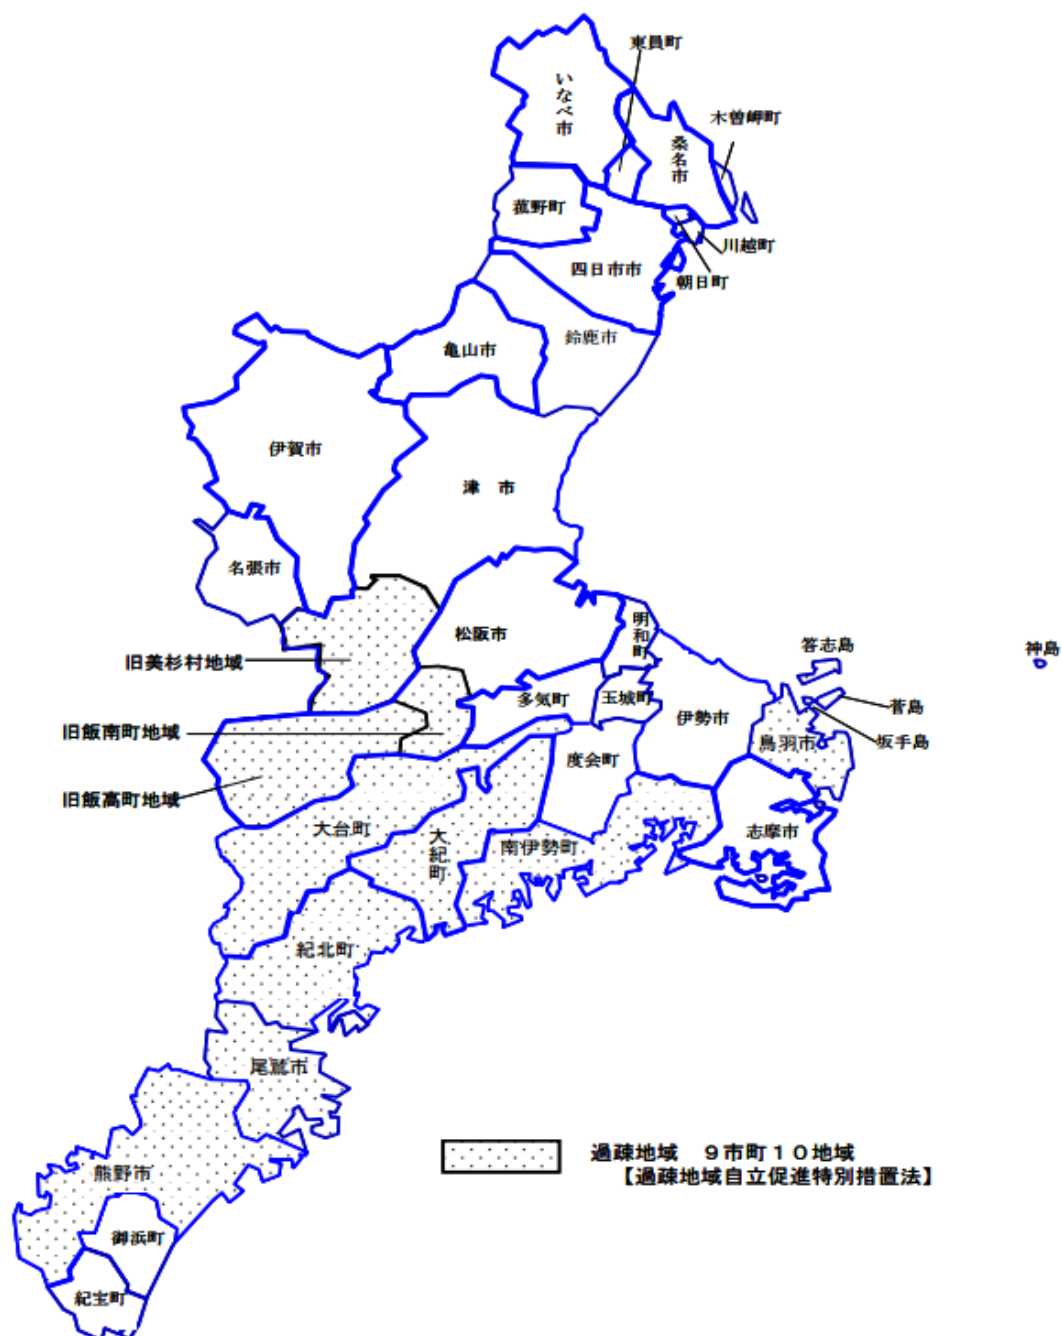 東員町
いなべ市
木曽岬町
桑名市
菰野町
川越町
四日市市
朝日町
鈴鹿市
亀山市
伊賀市
津　市
名張市
明和町
松阪市
答志島
神島
旧美杉村地域
多気町
玉城町
伊勢市
菅島
旧飯南町地域
鳥羽市
坂手島
度会町
旧飯高町地域
大台町
大紀町
南伊勢町
志摩市
紀北町
尾鷲市
過疎地域　９市町１０地域
【過疎地域自立促進特別措置法】
熊野市
御浜町
紀宝町